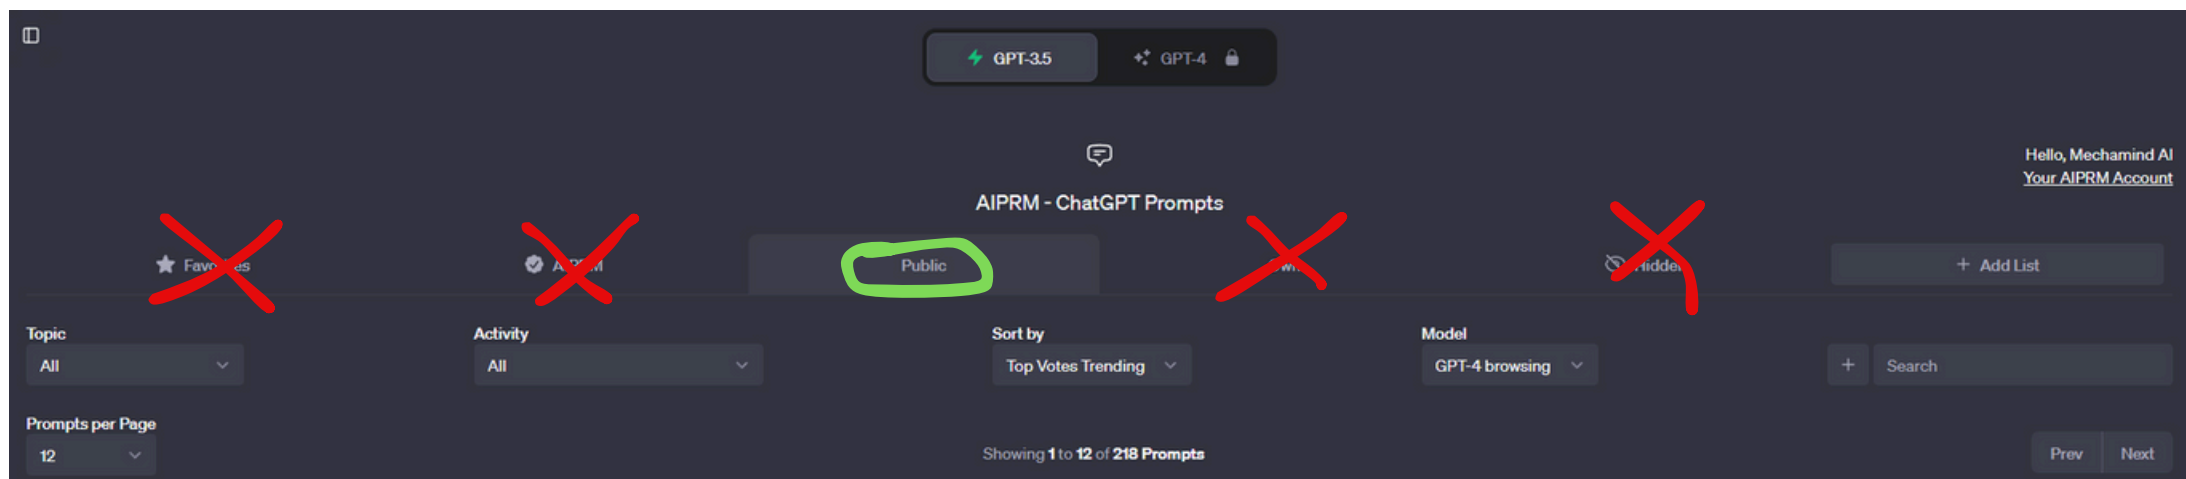 GPT-3.5 GPT-4
Hello, Mechamind AI
Your AIPRM Account
AIPRM - ChatGPT Prompts
Public + Add List
Topic Activity Sort by Model
All All Top Votes Trending GPT-4 browsing + Search
Prompts per Page
12 Showing 1 to 12 of 218 Prompts Prev Next